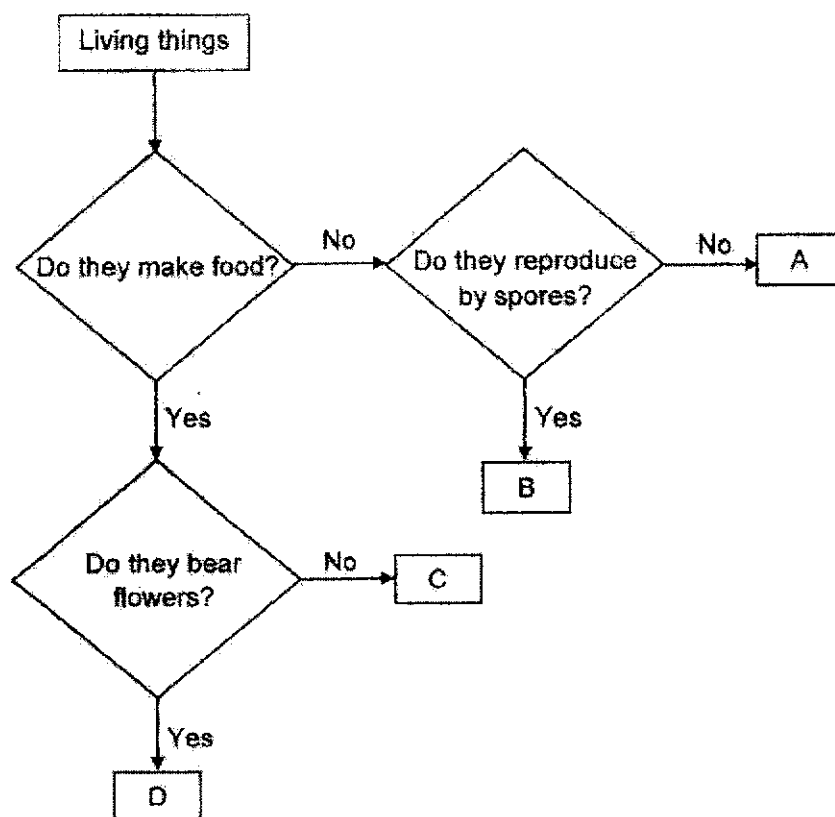 Living things
Do they make food?
No
Do they reproduce
by spores?
No
A
Yes
Yes
B
Do they bear
flowers?
No
C
Yes
D